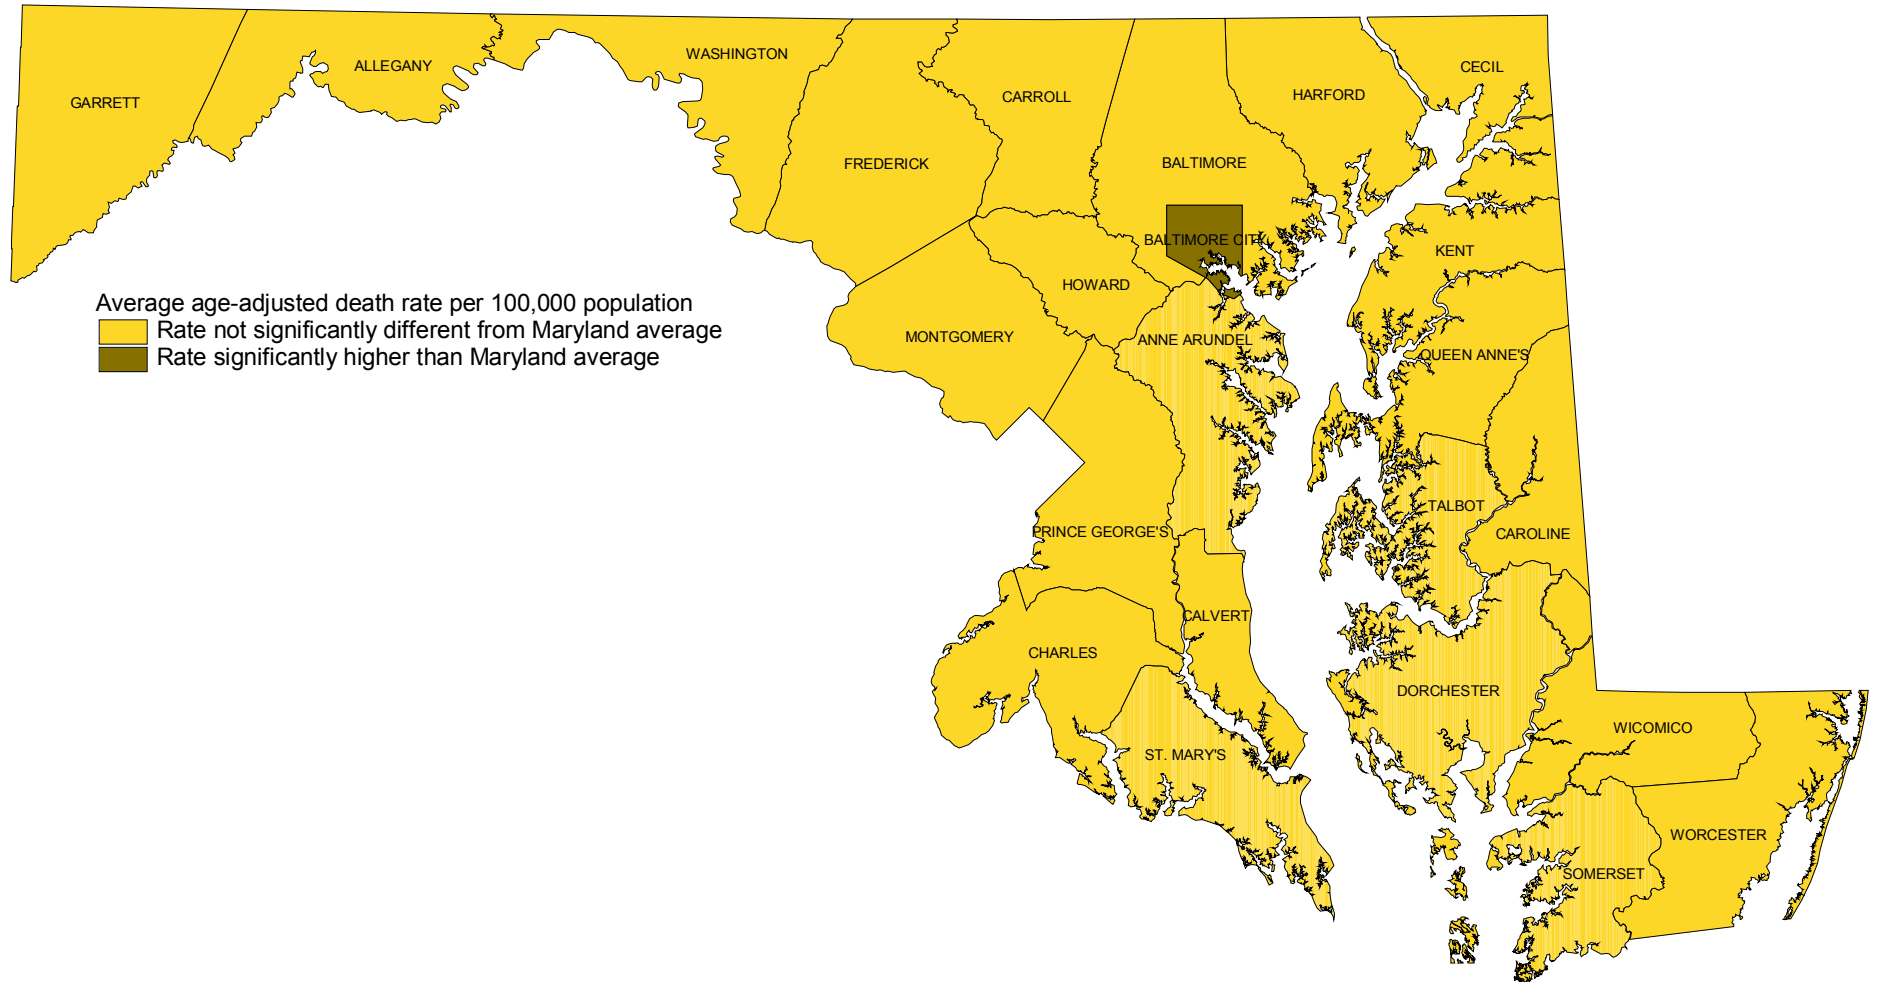 WASHINGTON
ALLEGANY
CECIL
GARRETT
CARROLL
HARFORD
FREDERICK
BALTIMORE
BALTIMORE CITY
KENT
HOWARD
Average age-adjusted death rate per 100,000 population
Rate not significantly different from Maryland average
Rate significantly higher than Maryland average
MONTGOMERY
ANNE ARUNDEL
QUEEN ANNE'S
TALBOT
PRINCE GEORGE'S
CAROLINE
CALVERT
CHARLES
DORCHESTER
WICOMICO
ST. MARY'S
WORCESTER
SOMERSET